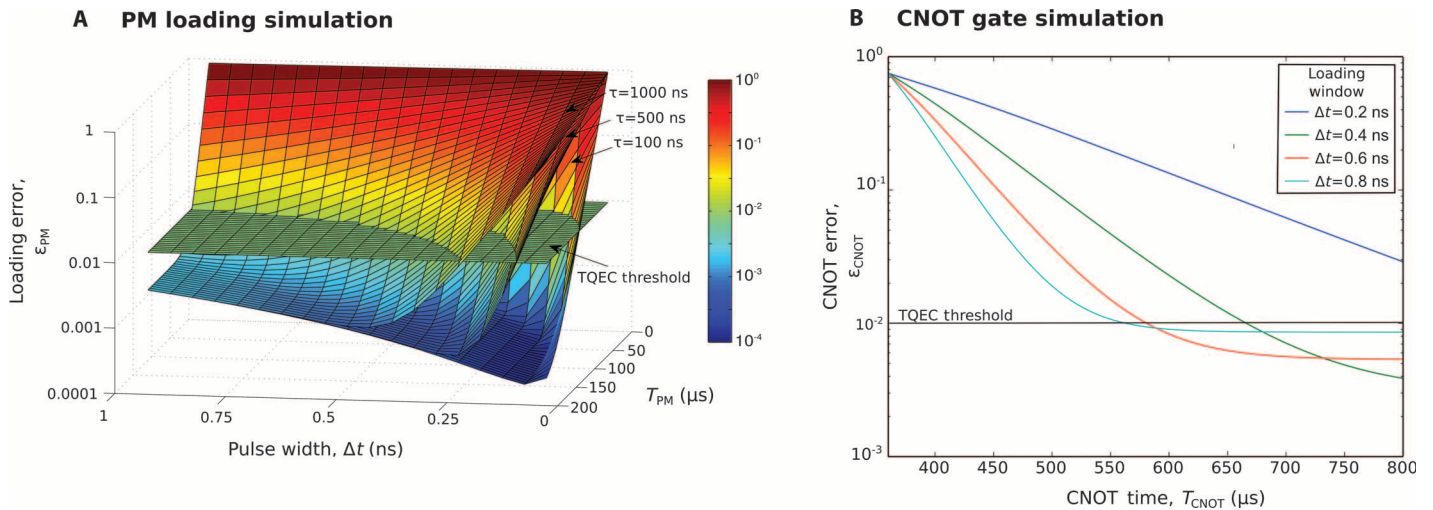 A PM loading simulation
Loading error,
ε_PM
1
0.1
0.01
0.001
0.0001
1
0.75
0.5
0.25
0
Pulse width, Δt (ns)
0
50
100
150
200
T_PM (μs)
τ=1000 ns
τ=500 ns
τ=100 ns
TQEC threshold
10^0
10^-1
10^-2
10^-3
10^-4
B CNOT gate simulation
CNOT error,
ε_CNOT
10^0
10^-1
10^-2
10^-3
Loading
window
Δt=0.2 ns
Δt=0.4 ns
Δt=0.6 ns
Δt=0.8 ns
TQEC threshold
400 450 500 550 600 650 700 750 800
CNOT time, T_CNOT (μs)